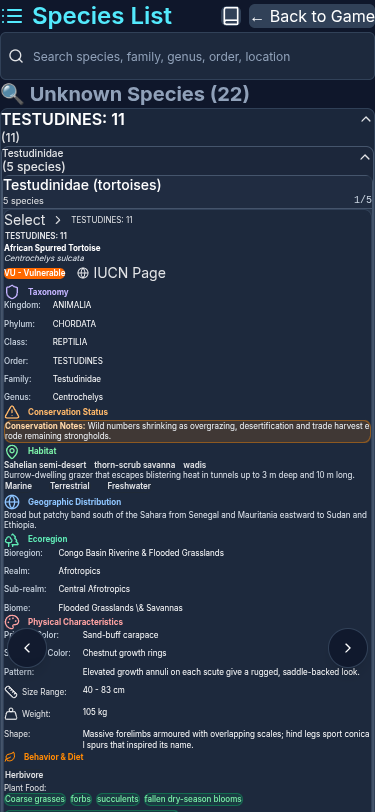 Species List
← Back to Game
Search species, family, genus, order, location
🔍 Unknown Species (22)
TESTUDINES: 11
(11)
Testudinidae
(5 species)
Testudinidae (tortoises)
5 species
1/5
Select > TESTUDINES: 11
TESTUDINES: 11
African Spurred Tortoise
Centrochelys sulcata
VU - Vulnerable IUCN Page
Taxonomy
Kingdom: ANIMALIA
Phylum: CHORDATA
Class: REPTILIA
Order: TESTUDINES
Family: Testudinidae
Genus: Centrochelys
Conservation Status
Conservation Notes: Wild numbers shrinking as overgrazing, desertification and trade harvest e
rode remaining strongholds.
Habitat
Sahelian semi-desert thorn-scrub savanna wadis
Burrow-dwelling grazer that escapes blistering heat in tunnels up to 3 m deep and 10 m long.
Marine Terrestrial Freshwater
Geographic Distribution
Broad but patchy band south of the Sahara from Senegal and Mauritania eastward to Sudan and
Ethiopia.
Ecoregion
Bioregion: Congo Basin Riverine & Flooded Grasslands
Realm: Afrotropics
Sub-realm: Central Afrotropics
Biome: Flooded Grasslands \& Savannas
Physical Characteristics
Color: Sand-buff carapace
Color: Chestnut growth rings
Pattern: Elevated growth annuli on each scute give a rugged, saddle-backed look.
Size Range: 40 - 83 cm
Weight: 105 kg
Shape: Massive forelimbs armoured with overlapping scales; hind legs sport conica
l spurs that inspired its name.
Behavior & Diet
Herbivore
Plant Food:
Coarse grasses forbs succulents fallen dry-season blooms